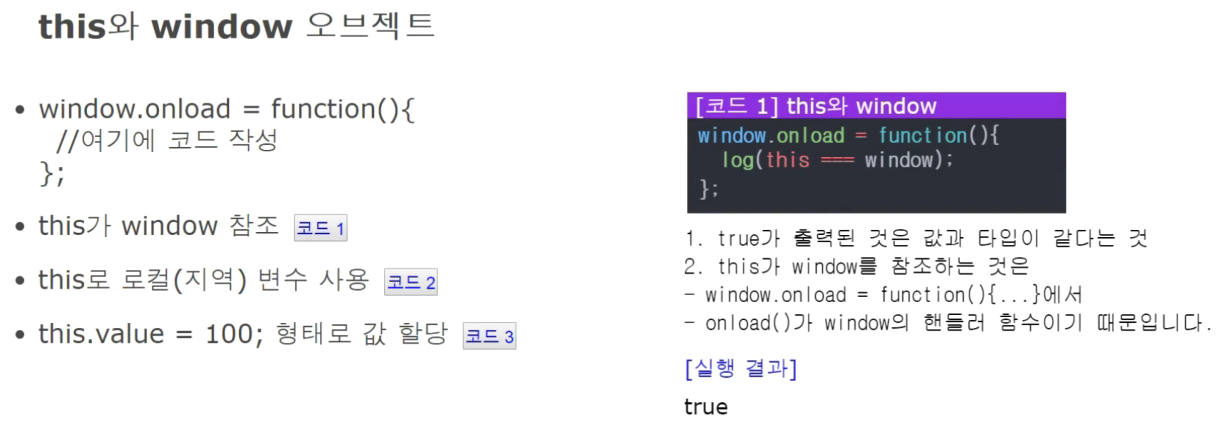 this와 window 오브젝트
• window.onload = function(){
//여기에 코드 작성
};
• this가 window 참조 코드 1
• this로 로컬(지역) 변수 사용 코드 2
• this.value = 100; 형태로 값 할당 코드 3
[코드 1] this와 window
window.onload = function(){
log(this === window);
};
1. true가 출력된 것은 값과 타입이 같다는 것
2. this가 window를 참조하는 것은
- window.onload = function(){...}에서
- onload()가 window의 핸들러 함수이기 때문입니다.
[실행 결과]
true